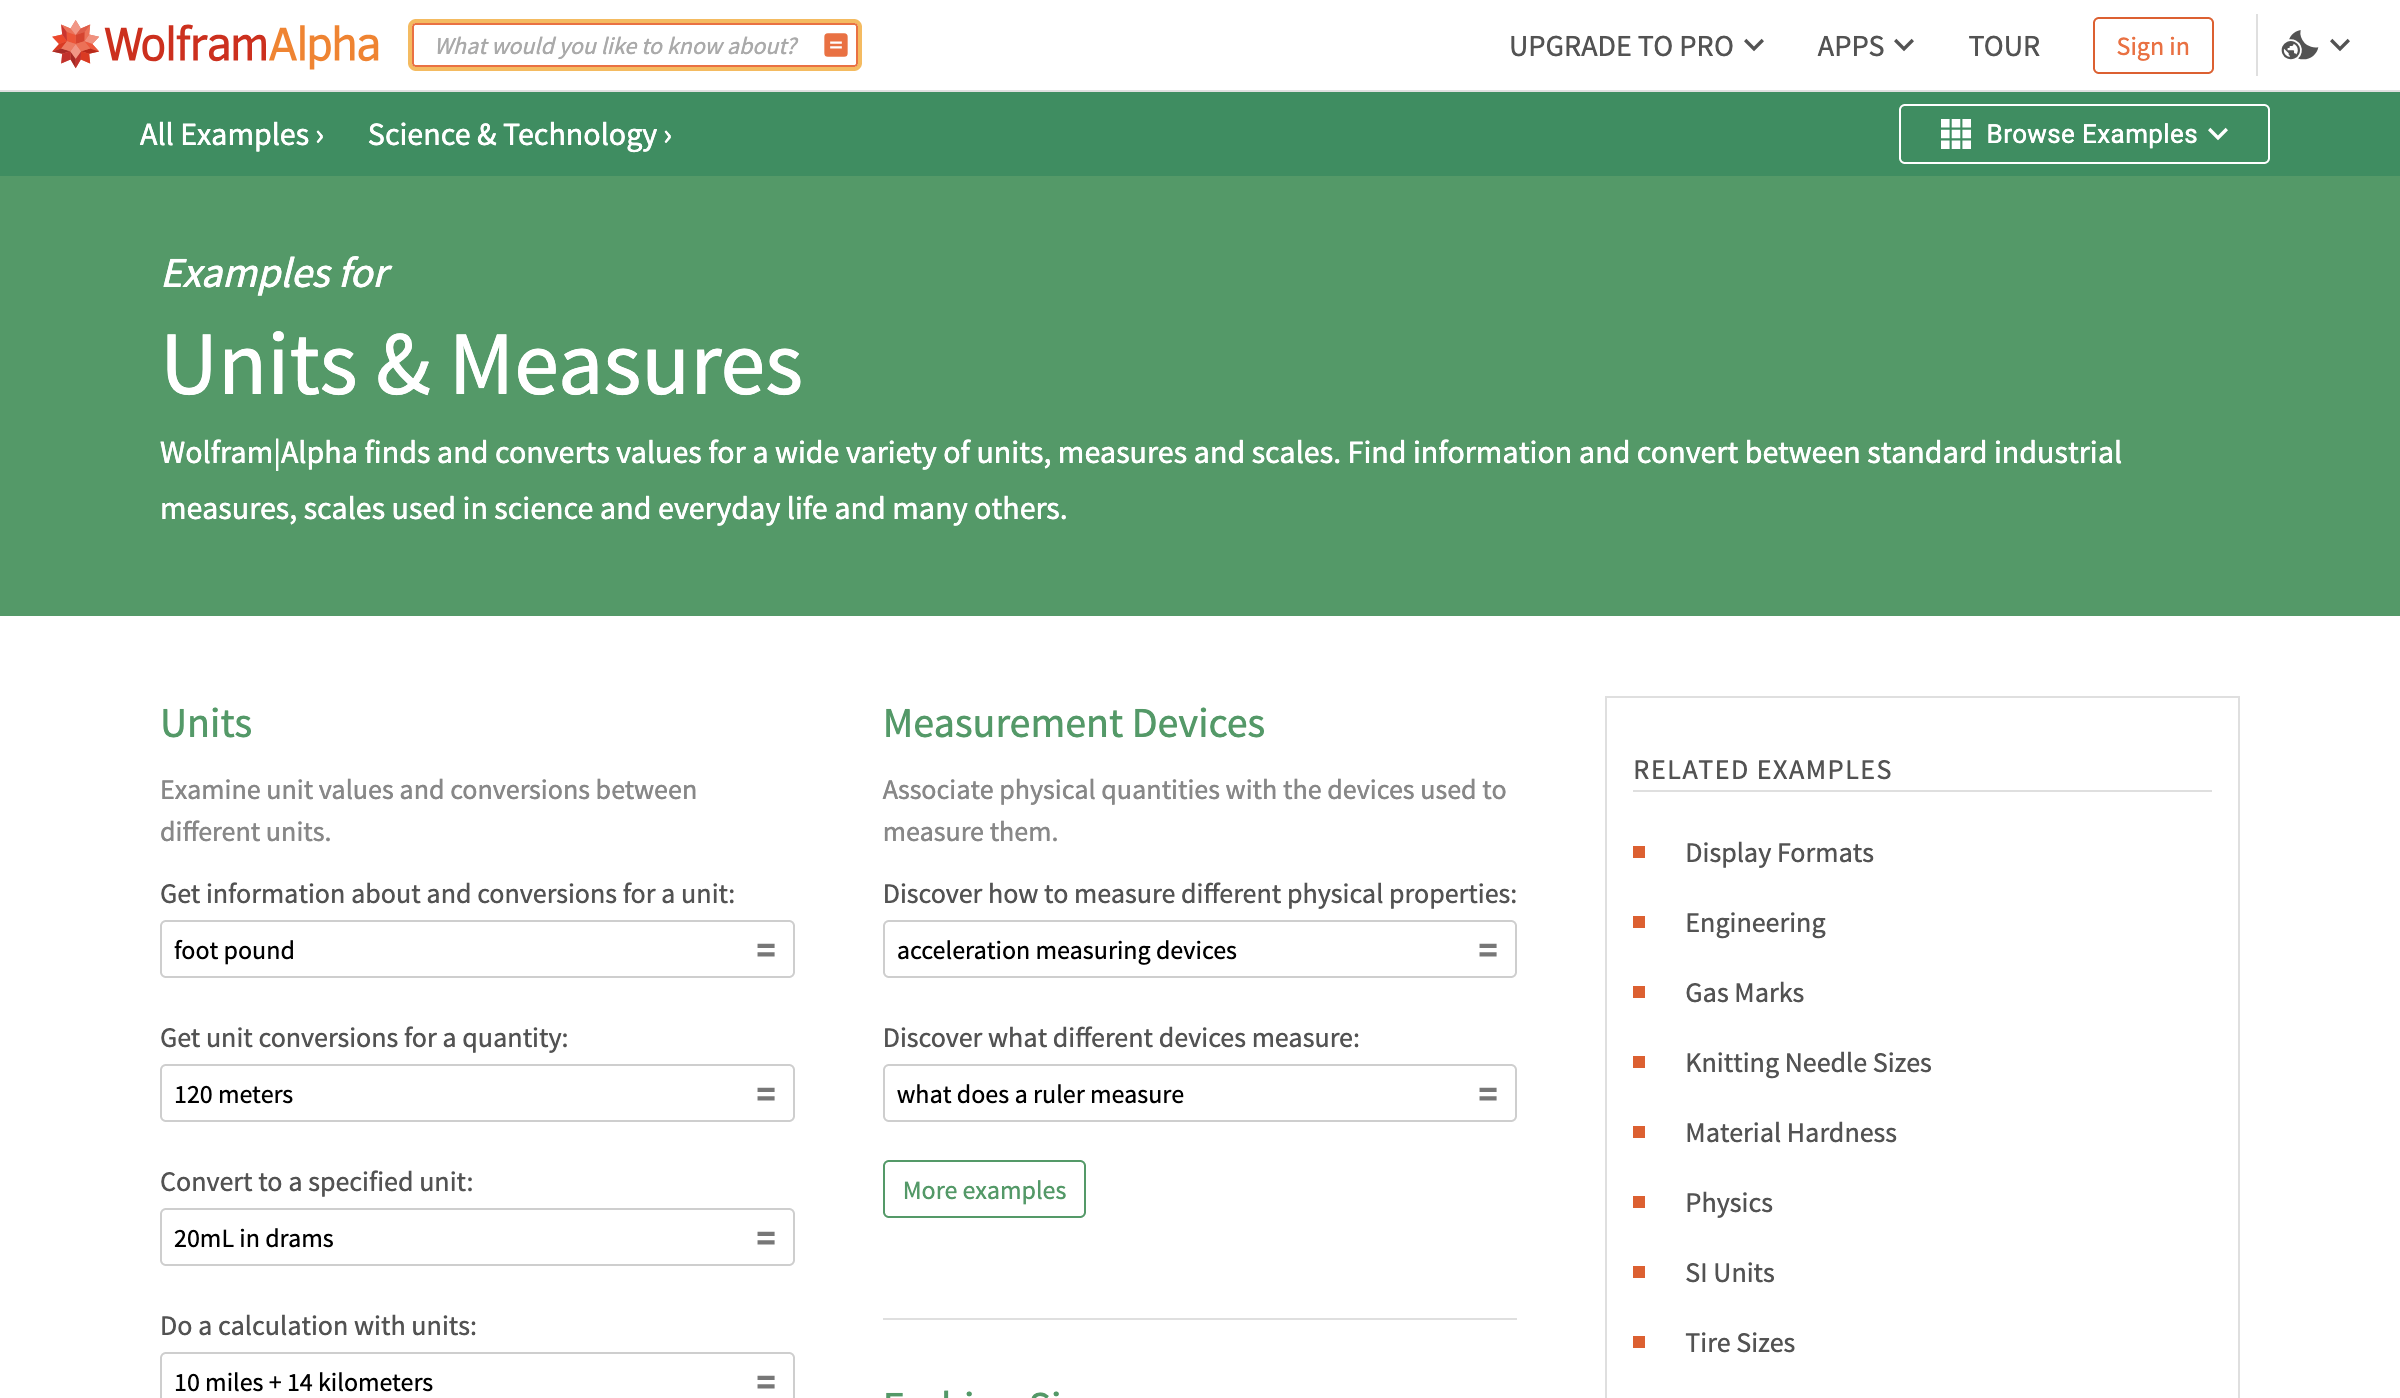 WolframAlpha
What would you like to know about?
UPGRADE TO PRO
APPS
TOUR
Sign in
All Examples ›
Science & Technology ›
Browse Examples
Examples for
Units & Measures
Wolfram|Alpha finds and converts values for a wide variety of units, measures and scales. Find information and convert between standard industrial
measures, scales used in science and everyday life and many others.
Units
Examine unit values and conversions between
different units.
Get information about and conversions for a unit:
foot pound
Get unit conversions for a quantity:
120 meters
Convert to a specified unit:
20mL in drams
Do a calculation with units:
10 miles + 14 kilometers
Measurement Devices
Associate physical quantities with the devices used to
measure them.
Discover how to measure different physical properties:
acceleration measuring devices
Discover what different devices measure:
what does a ruler measure
More examples
RELATED EXAMPLES
Display Formats
Engineering
Gas Marks
Knitting Needle Sizes
Material Hardness
Physics
SI Units
Tire Sizes